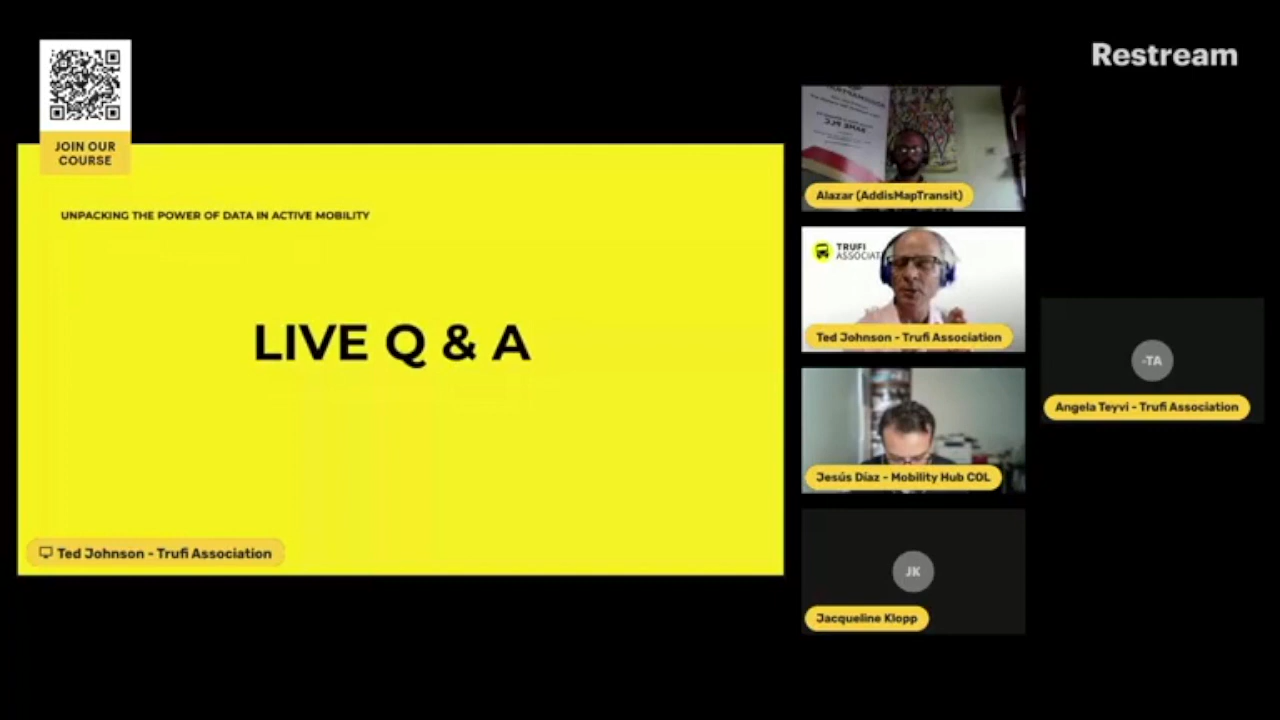 Restream
JOIN OUR
COURSE
UNPACKING THE POWER OF DATA IN ACTIVE MOBILITY
LIVE Q & A
Ted Johnson - Trufi Association
Alazar (AddisMapTransit)
TRUFI
Ted Johnson - Trufi Association
Jesús Díaz - Mobility Hub COL
JK
Jacqueline Klopp
-TA
Angela Teyvi - Trufi Association